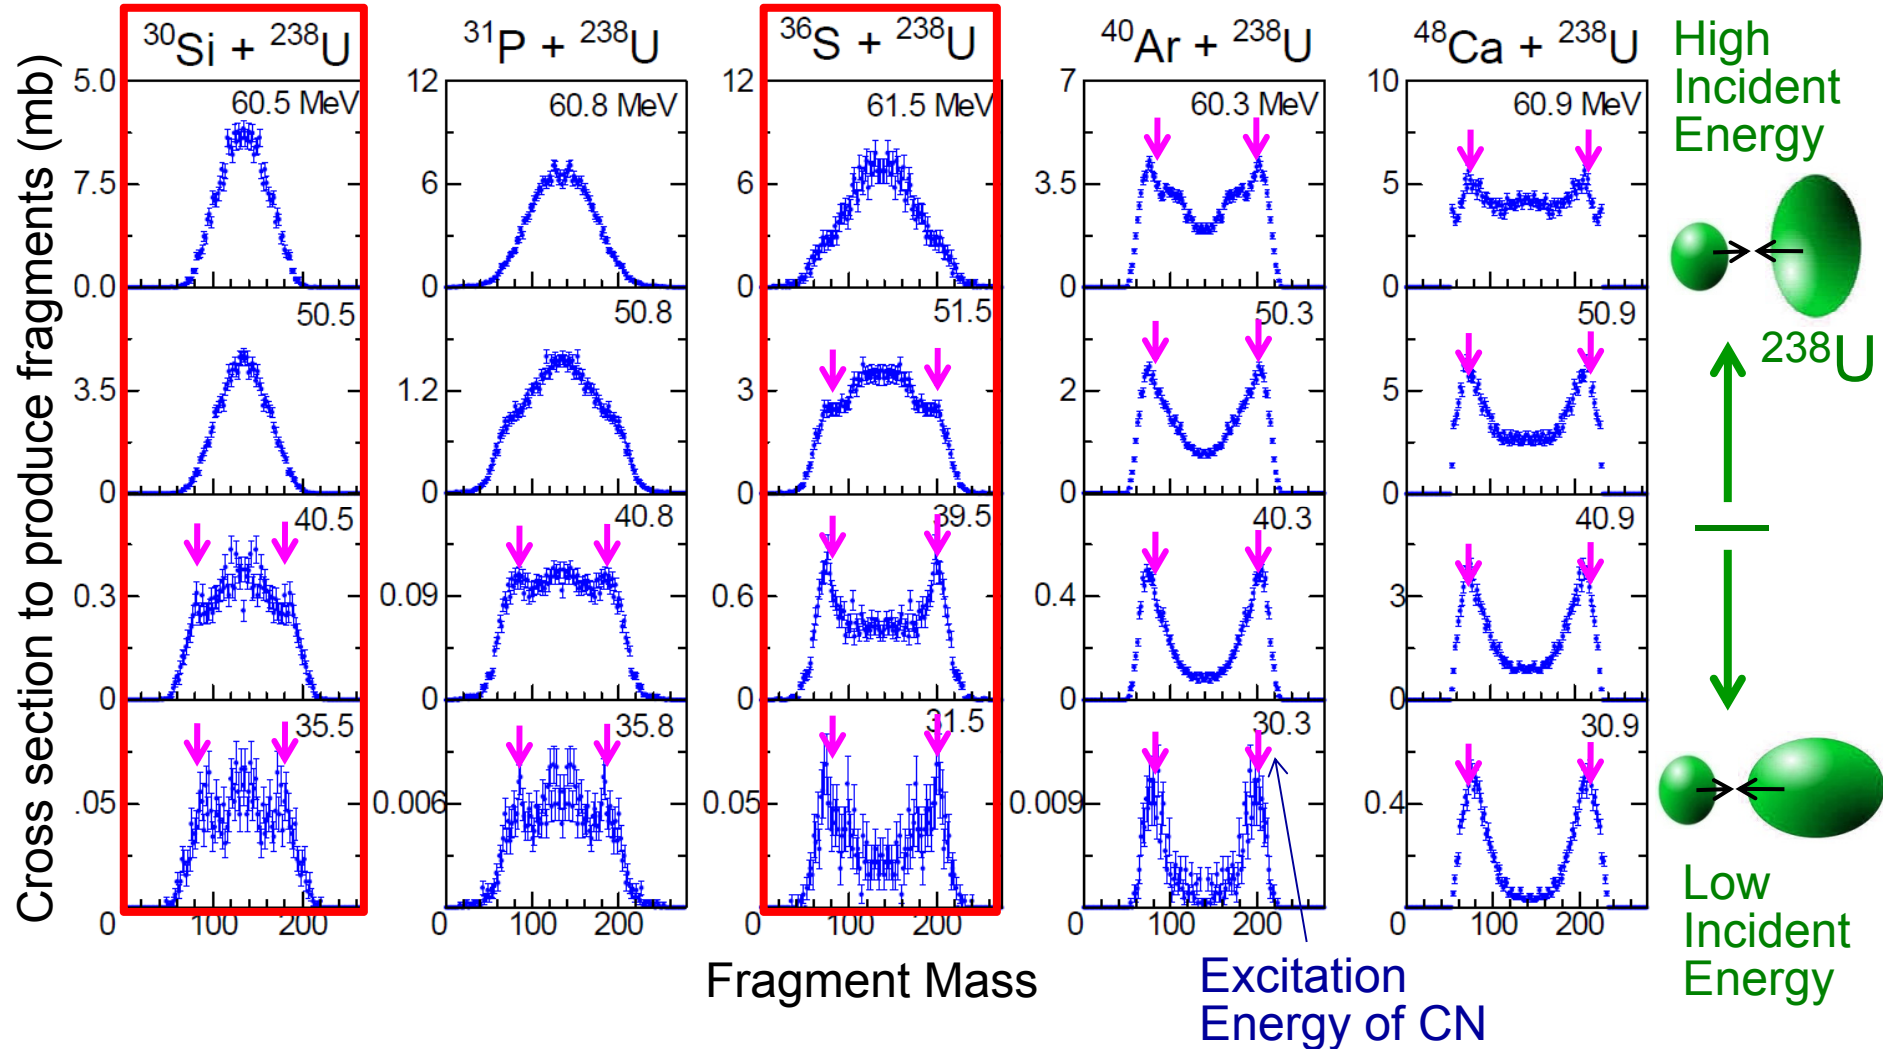 Cross section to produce fragments (mb)
³⁰Si + ²³⁸U
³¹P + ²³⁸U
³⁶S + ²³⁸U
⁴⁰Ar + ²³⁸U
⁴⁸Ca + ²³⁸U
High
Incident
Energy
5.0
60.5 MeV
7.5
0.0
12
60.8 MeV
6
0
12
61.5 MeV
6
0
7
60.3 MeV
3.5
0
10
60.9 MeV
5
0
50.5
3.5
0
50.8
1.2
0
51.5
3
0
50.3
2
0
50.9
5
0
²³⁸U
40.5
0.3
0
40.8
0.09
0
39.5
0.6
0
40.3
0.4
0
40.9
3
0
35.5
.05
0
35.8
0.006
31.5
0.05
30.3
0.009
30.9
0.4
100 200
0 100 200
0 100 200
0 100 200
0 100 200
Low
Incident
Energy
Fragment Mass
Excitation
Energy of CN